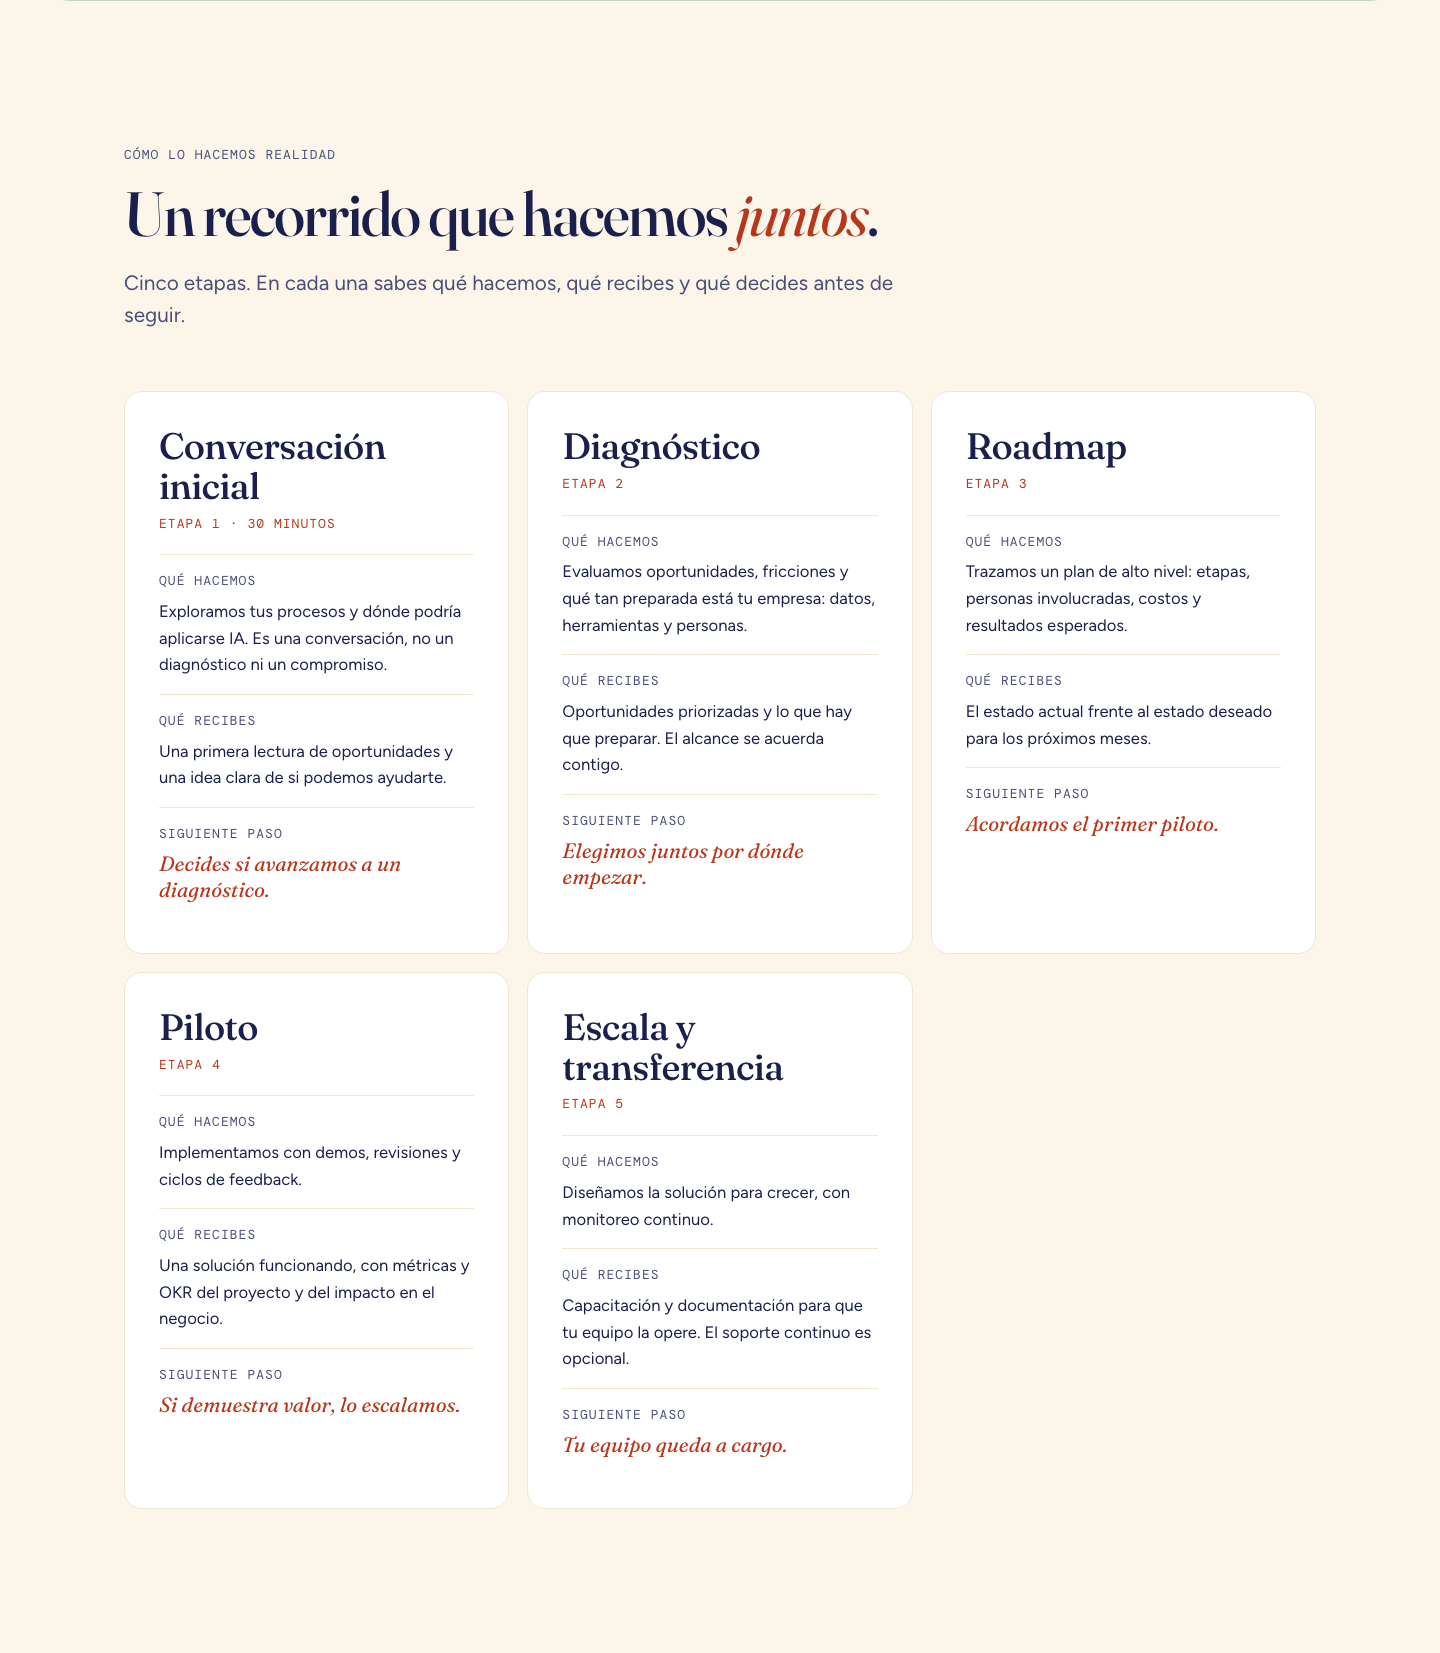 CÓMO LO HACEMOS REALIDAD
Un recorrido que hacemos juntos.
Cinco etapas. En cada una sabes qué hacemos, qué recibes y qué decides antes de
seguir.
Conversación
inicial
ETAPA 1 · 30 MINUTOS
QUÉ HACEMOS
Exploramos tus procesos y dónde podría
aplicarse IA. Es una conversación, no un
diagnóstico ni un compromiso.
QUÉ RECIBES
Una primera lectura de oportunidades y
una idea clara de si podemos ayudarte.
SIGUIENTE PASO
Decides si avanzamos a un
diagnóstico.
Diagnóstico
ETAPA 2
QUÉ HACEMOS
Evaluamos oportunidades, fricciones y
qué tan preparada está tu empresa: datos,
herramientas y personas.
QUÉ RECIBES
Oportunidades priorizadas y lo que hay
que preparar. El alcance se acuerda
contigo.
SIGUIENTE PASO
Elegimos juntos por dónde
empezar.
Roadmap
ETAPA 3
QUÉ HACEMOS
Trazamos un plan de alto nivel: etapas,
personas involucradas, costos y
resultados esperados.
QUÉ RECIBES
El estado actual frente al estado deseado
para los próximos meses.
SIGUIENTE PASO
Acordamos el primer piloto.
Piloto
ETAPA 4
QUÉ HACEMOS
Implementamos con demos, revisiones y
ciclos de feedback.
QUÉ RECIBES
Una solución funcionando, con métricas y
OKR del proyecto y del impacto en el
negocio.
SIGUIENTE PASO
Si demuestra valor, lo escalamos.
Escala y
transferencia
ETAPA 5
QUÉ HACEMOS
Diseñamos la solución para crecer, con
monitoreo continuo.
QUÉ RECIBES
Capacitación y documentación para que
tu equipo la opere. El soporte continuo es
opcional.
SIGUIENTE PASO
Tu equipo queda a cargo.